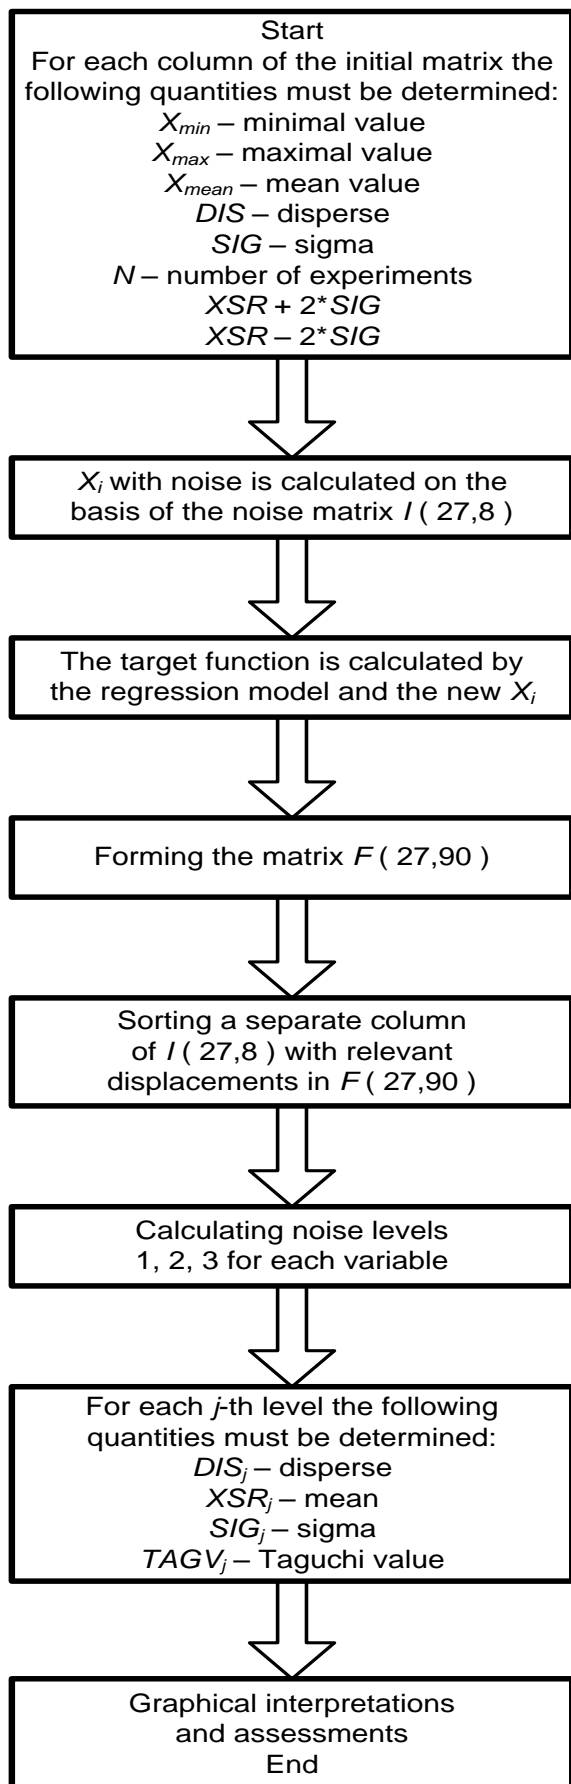 Start
For each column of the initial matrix the
following quantities must be determined:
Xmin – minimal value
Xmax – maximal value
Xmean – mean value
DIS – disperse
SIG – sigma
N – number of experiments
XSR + 2*SIG
XSR – 2*SIG
Xi with noise is calculated on the
basis of the noise matrix I ( 27,8 )
The target function is calculated by
the regression model and the new Xi
Forming the matrix F ( 27,90 )
Sorting a separate column
of I ( 27,8 ) with relevant
displacements in F ( 27,90 )
Calculating noise levels
1, 2, 3 for each variable
For each j-th level the following
quantities must be determined:
DISj – disperse
XSRj – mean
SIGj – sigma
TAGVj – Taguchi value
Graphical interpretations
and assessments
End